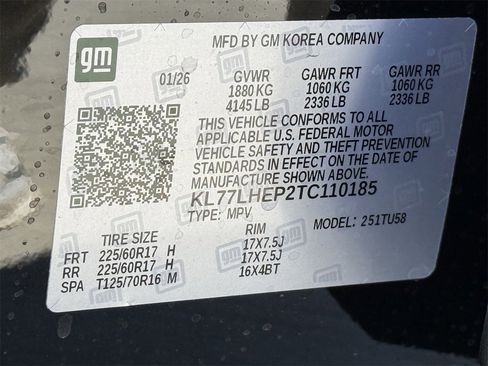 gm
MFD BY GM KOREA COMPANY
01/26 GVWR GAWR FRT GAWR RR
1880 KG 1060 KG 1060 KG
4145 LB 2336 LB 2336 LB
THIS VEHICLE CONFORMS TO ALL
APPLICABLE U.S. FEDERAL MOTOR
VEHICLE SAFETY AND THEFT PREVENTION
STANDARDS IN EFFECT ON THE DATE OF
MANUFACTURE SHOWN ABOVE.
KL77LHEP2TC110185
TYPE: MPV MODEL: 251TU58
TIRE SIZE RIM
FRT 225/60R17 H 17X7.5J
RR 225/60R17 H 17X7.5J
SPA T125/70R16 M 16X4BT